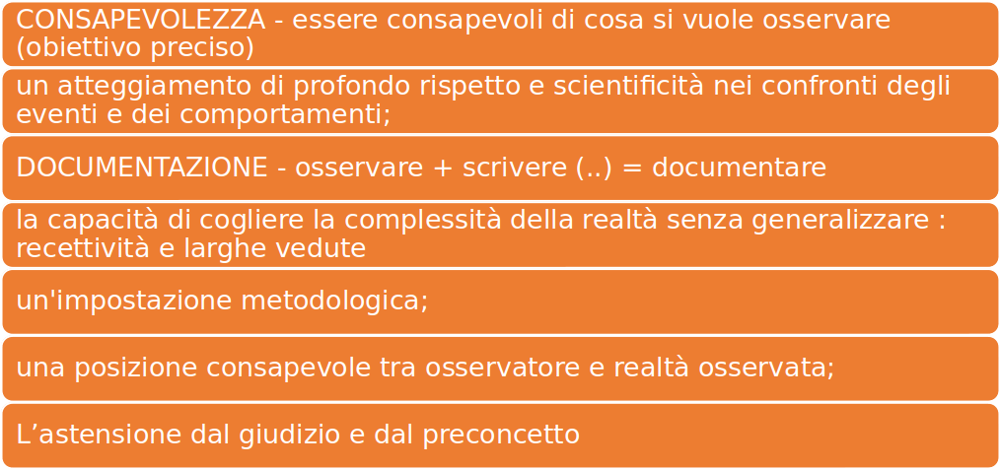 CONSAPEVOLEZZA - essere consapevoli di cosa si vuole osservare
(obiettivo preciso)
un atteggiamento di profondo rispetto e scientificità nei confronti degli
eventi e dei comportamenti;
DOCUMENTAZIONE - osservare + scrivere (..) = documentare
la capacità di cogliere la complessità della realtà senza generalizzare :
recettività e larghe vedute
un'impostazione metodologica;
una posizione consapevole tra osservatore e realtà osservata;
L’astensione dal giudizio e dal preconcetto